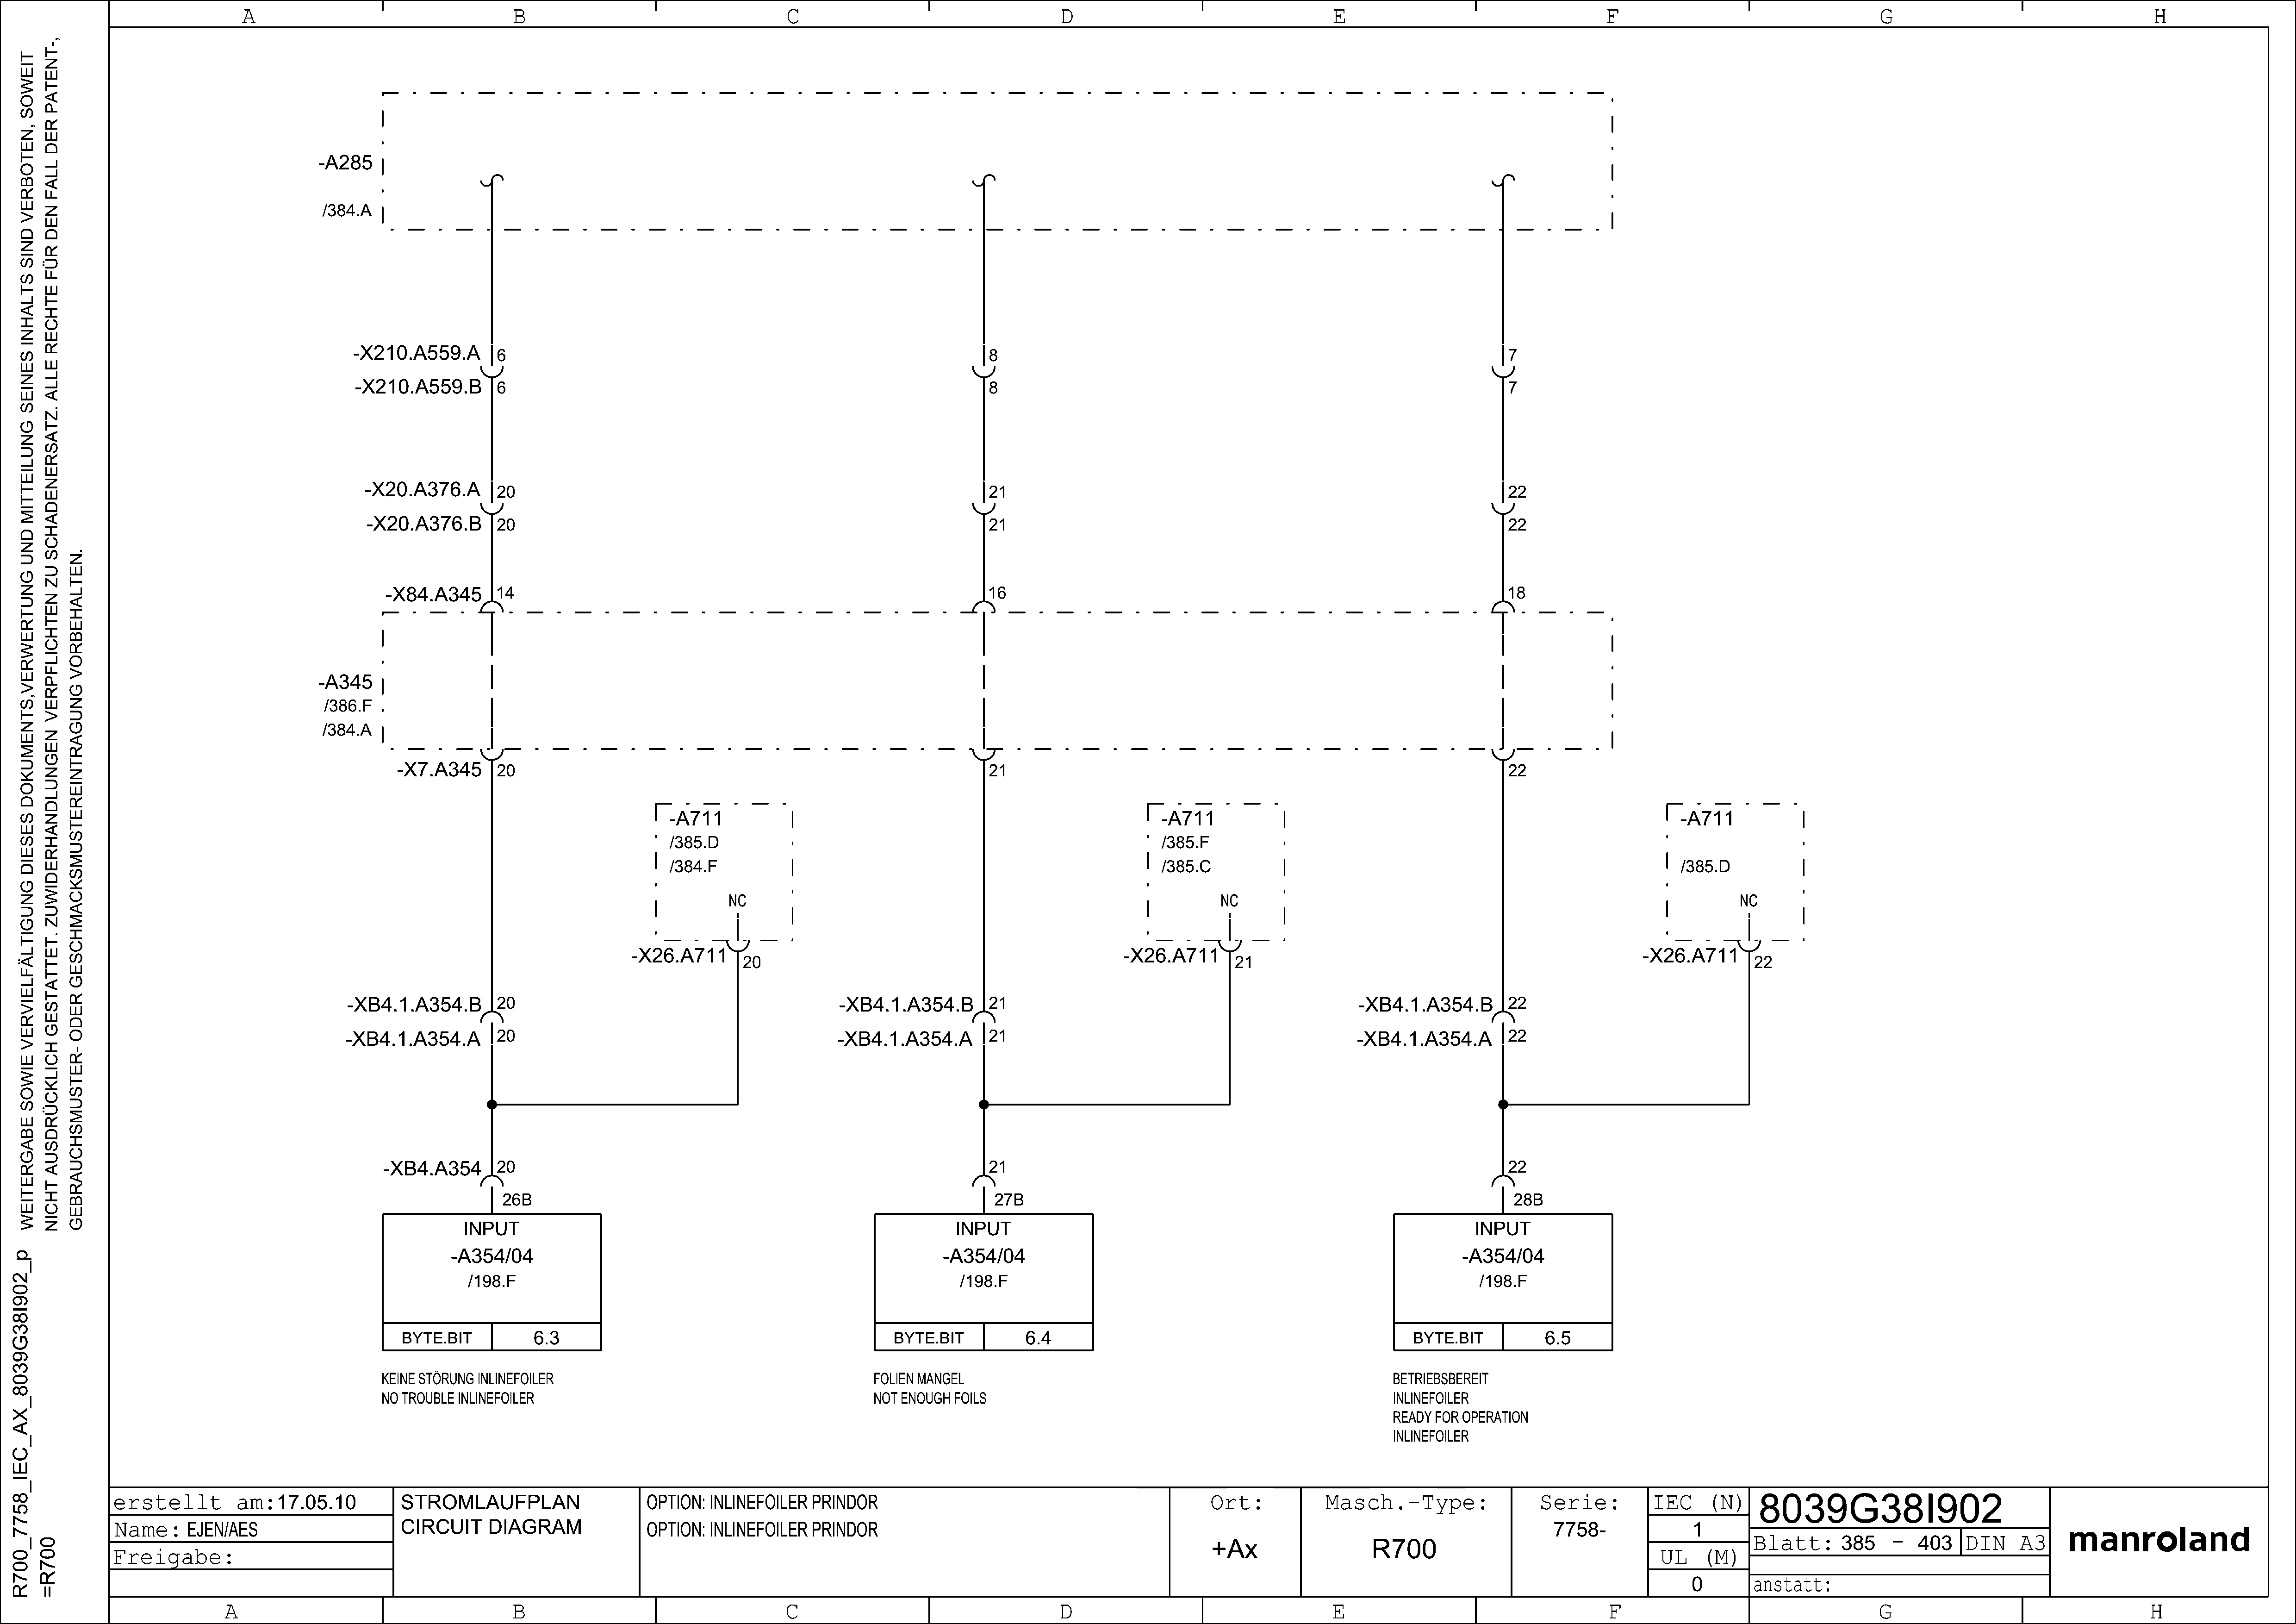 A B C D E F G H
WEITERGABE SOWIE VERVIELFÄLTIGUNG DIESES DOKUMENTS,VERWERTUNG UND MITTEILUNG SEINES INHALTS SIND VERBOTEN, SOWEIT
NICHT AUSDRÜCKLICH GESTATTET. ZUWIDERHANDLUNGEN VERPFLICHTEN ZU SCHADENERSATZ. ALLE RECHTE FÜR DEN FALL DER PATENT-,
GEBRAUCHSMUSTER- ODER GESCHMACKSMUSTEREINTRAGUNG VORBEHALTEN.
R700_7758_IEC_AX_8039G38I902_p
=R700
-A285
/384.A
-X210.A559.A 6 8 7
-X210.A559.B 6 8 7
-X20.A376.A 20 21 22
-X20.A376.B 20 21 22
-X84.A345 14 16 18
-A345
/386.F
/384.A
-X7.A345 20 21 22
-A711 -A711 -A711
/385.D /385.F
/384.F /385.C /385.D
NC NC NC
-X26.A711 20 -X26.A711 21 -X26.A711 22
-XB4.1.A354.B 20 -XB4.1.A354.B 21 -XB4.1.A354.B 22
-XB4.1.A354.A 20 -XB4.1.A354.A 21 -XB4.1.A354.A 22
-XB4.A354 20 21 22
26B 27B 28B
INPUT INPUT INPUT
-A354/04 -A354/04 -A354/04
/198.F /198.F /198.F
BYTE.BIT 6.3 BYTE.BIT 6.4 BYTE.BIT 6.5
KEINE STÖRUNG INLINEFOILER
NO TROUBLE INLINEFOILER
FOLIEN MANGEL
NOT ENOUGH FOILS
BETRIEBSBEREIT
INLINEFOILER
READY FOR OPERATION
INLINEFOILER
erstellt am:17.05.10
Name: EJEN/AES
Freigabe:
STROMLAUFPLAN
CIRCUIT DIAGRAM
OPTION: INLINEFOILER PRINDOR
OPTION: INLINEFOILER PRINDOR
Ort:
+Ax
Masch.-Type:
R700
Serie:
7758-
IEC (N)
1
UL (M)
0
8039G38I902
Blatt: 385 - 403 DIN A3
anstatt:
manroland
A B C D E F G H